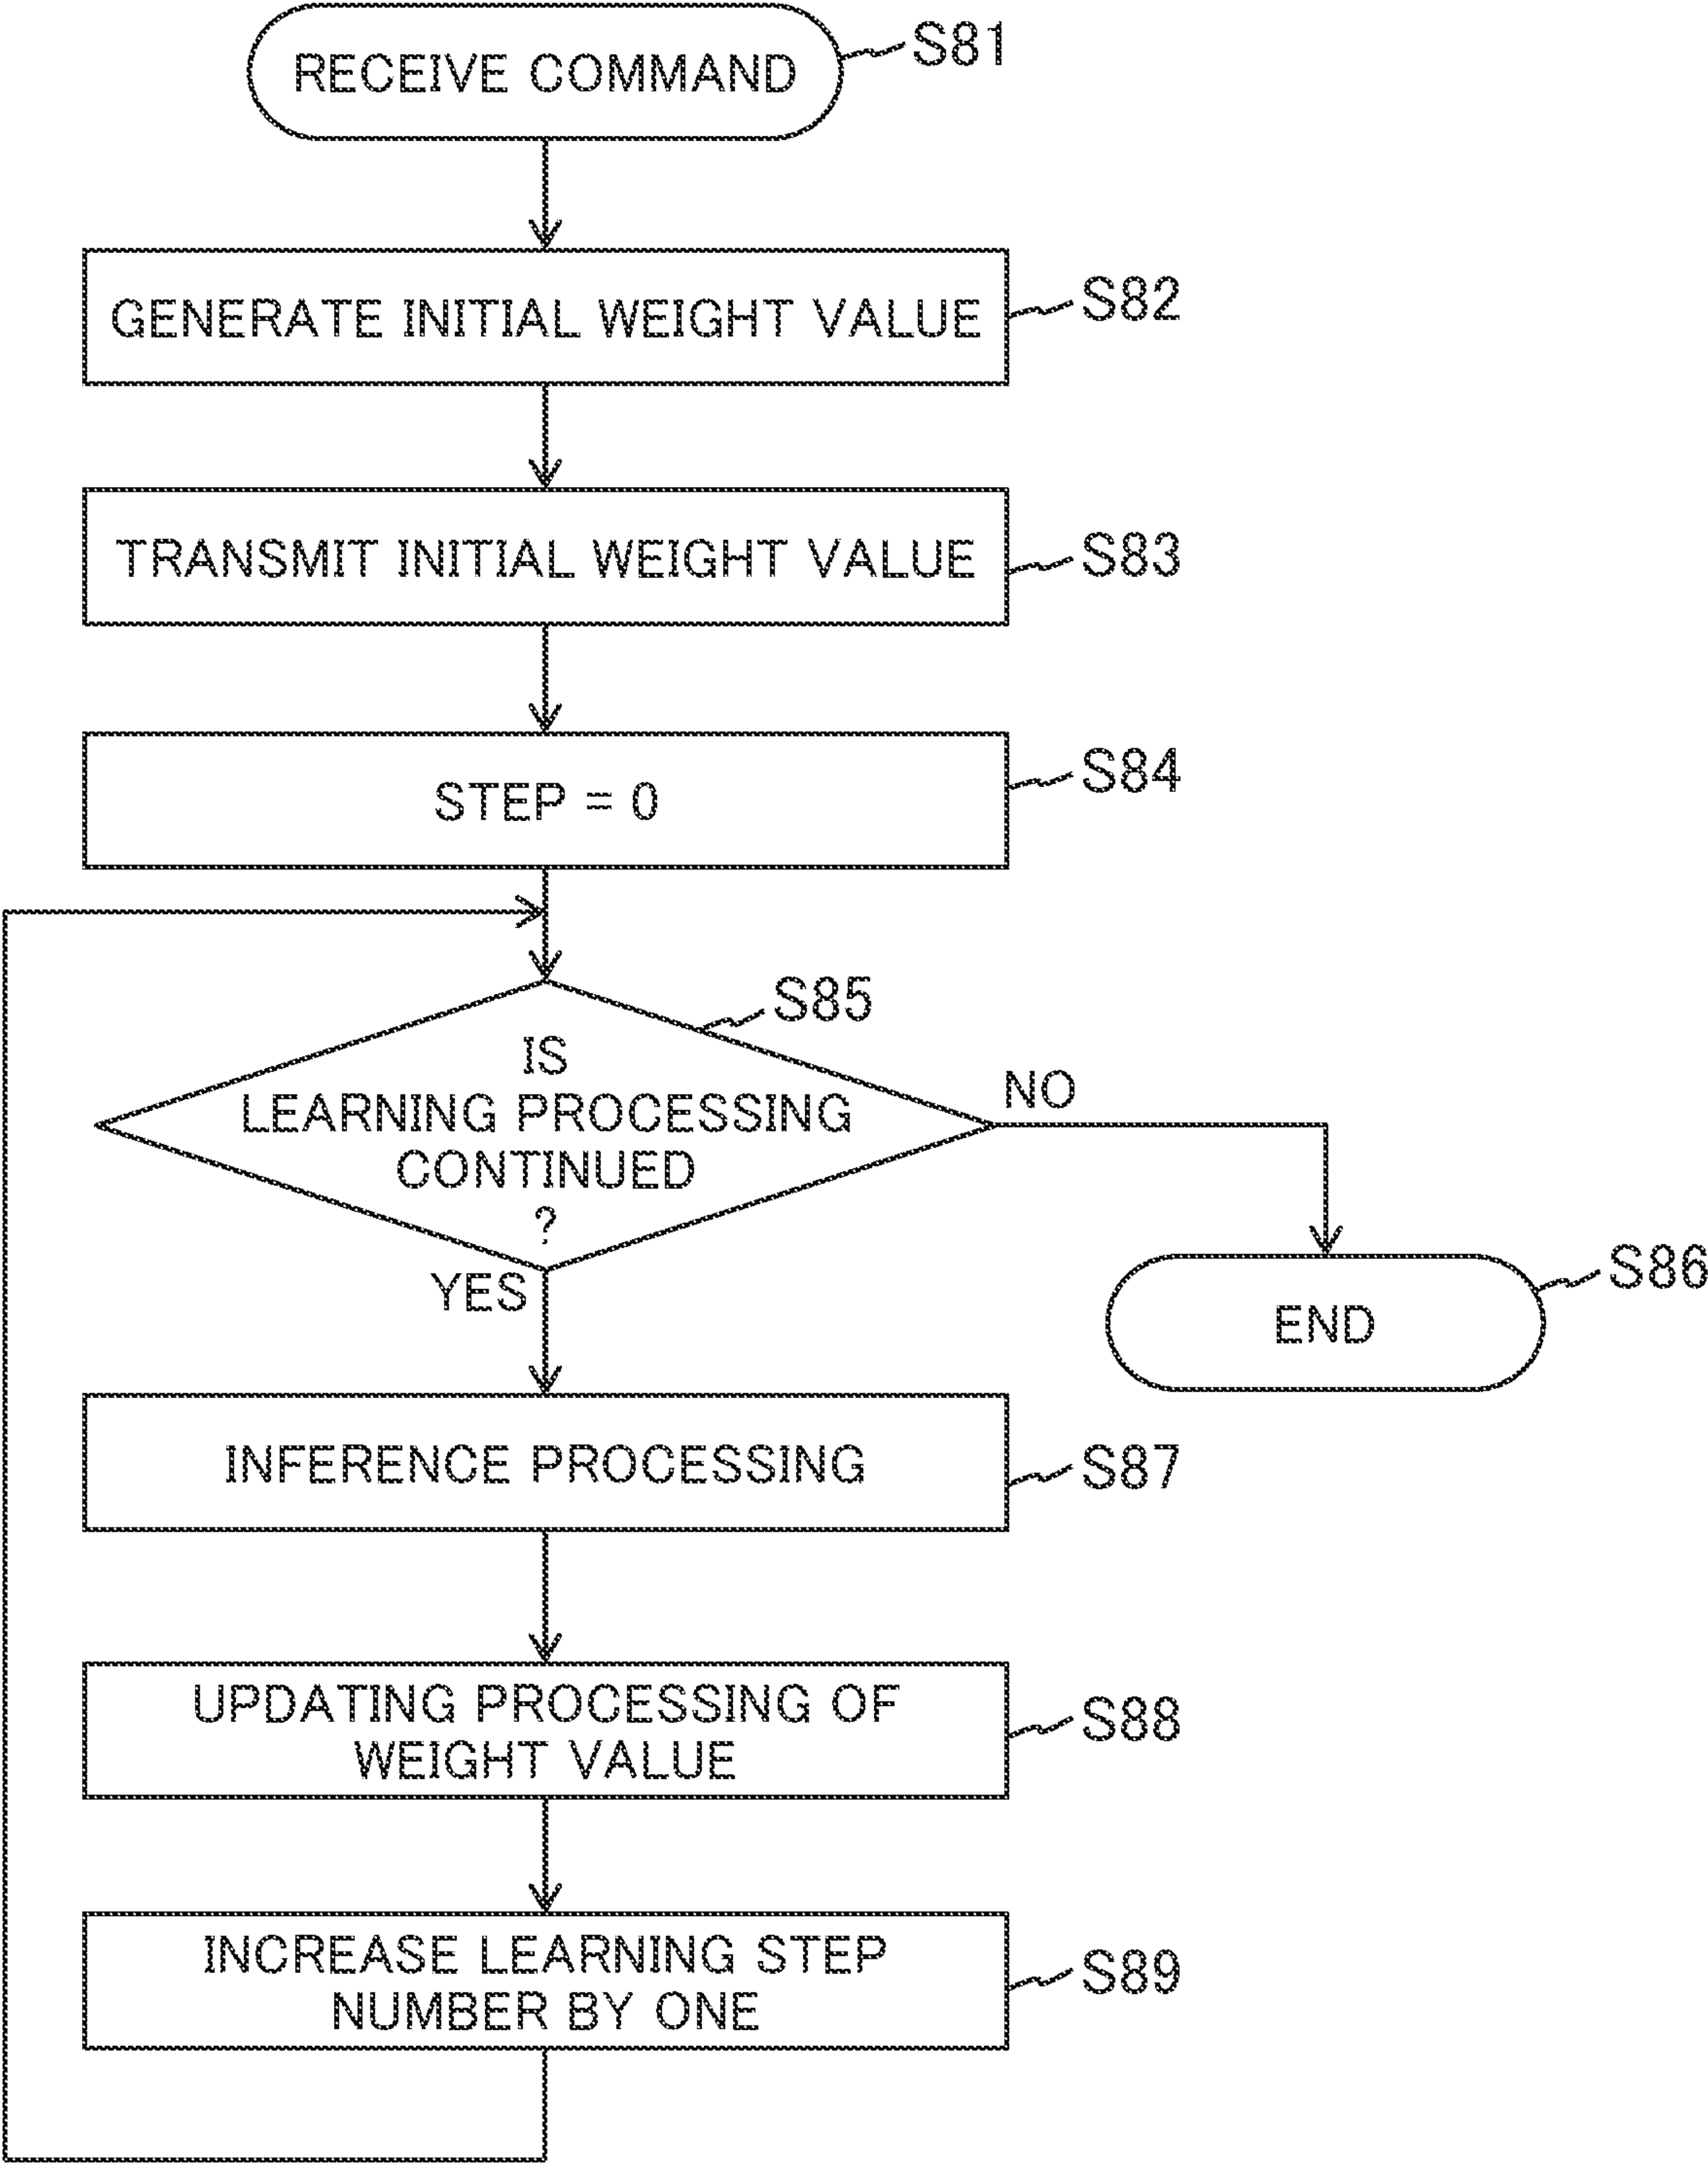 RECEIVE COMMAND
S81
GENERATE INITIAL WEIGHT VALUE
S82
TRANSMIT INITIAL WEIGHT VALUE
S83
STEP = 0
S84
S85
IS
LEARNING PROCESSING
CONTINUED
?
NO
YES
END
S86
INFERENCE PROCESSING
S87
UPDATING PROCESSING OF
WEIGHT VALUE
S88
INCREASE LEARNING STEP
NUMBER BY ONE
S89